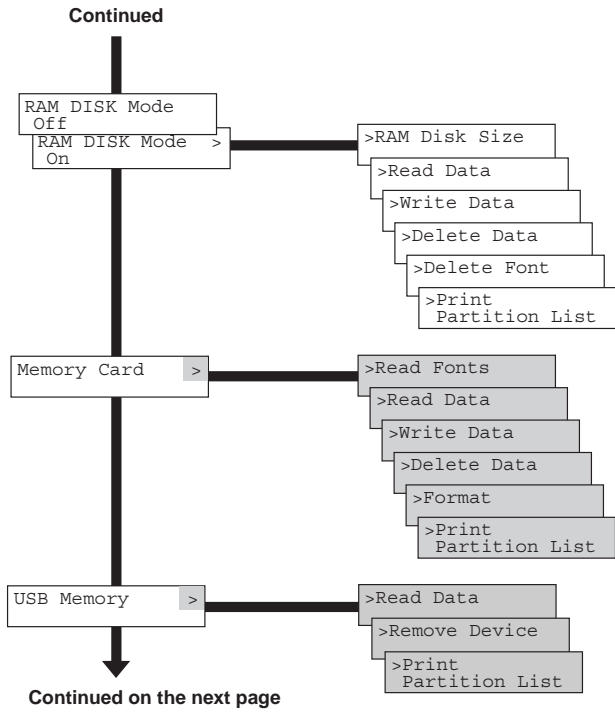 Continued
RAM DISK Mode
Off
RAM DISK Mode >
On
>RAM Disk Size
>Read Data
>Write Data
>Delete Data
>Delete Font
>Print
Partition List
Memory Card >
>Read Fonts
>Read Data
>Write Data
>Delete Data
>Format
>Print
Partition List
USB Memory >
>Read Data
>Remove Device
>Print
Partition List
Continued on the next page